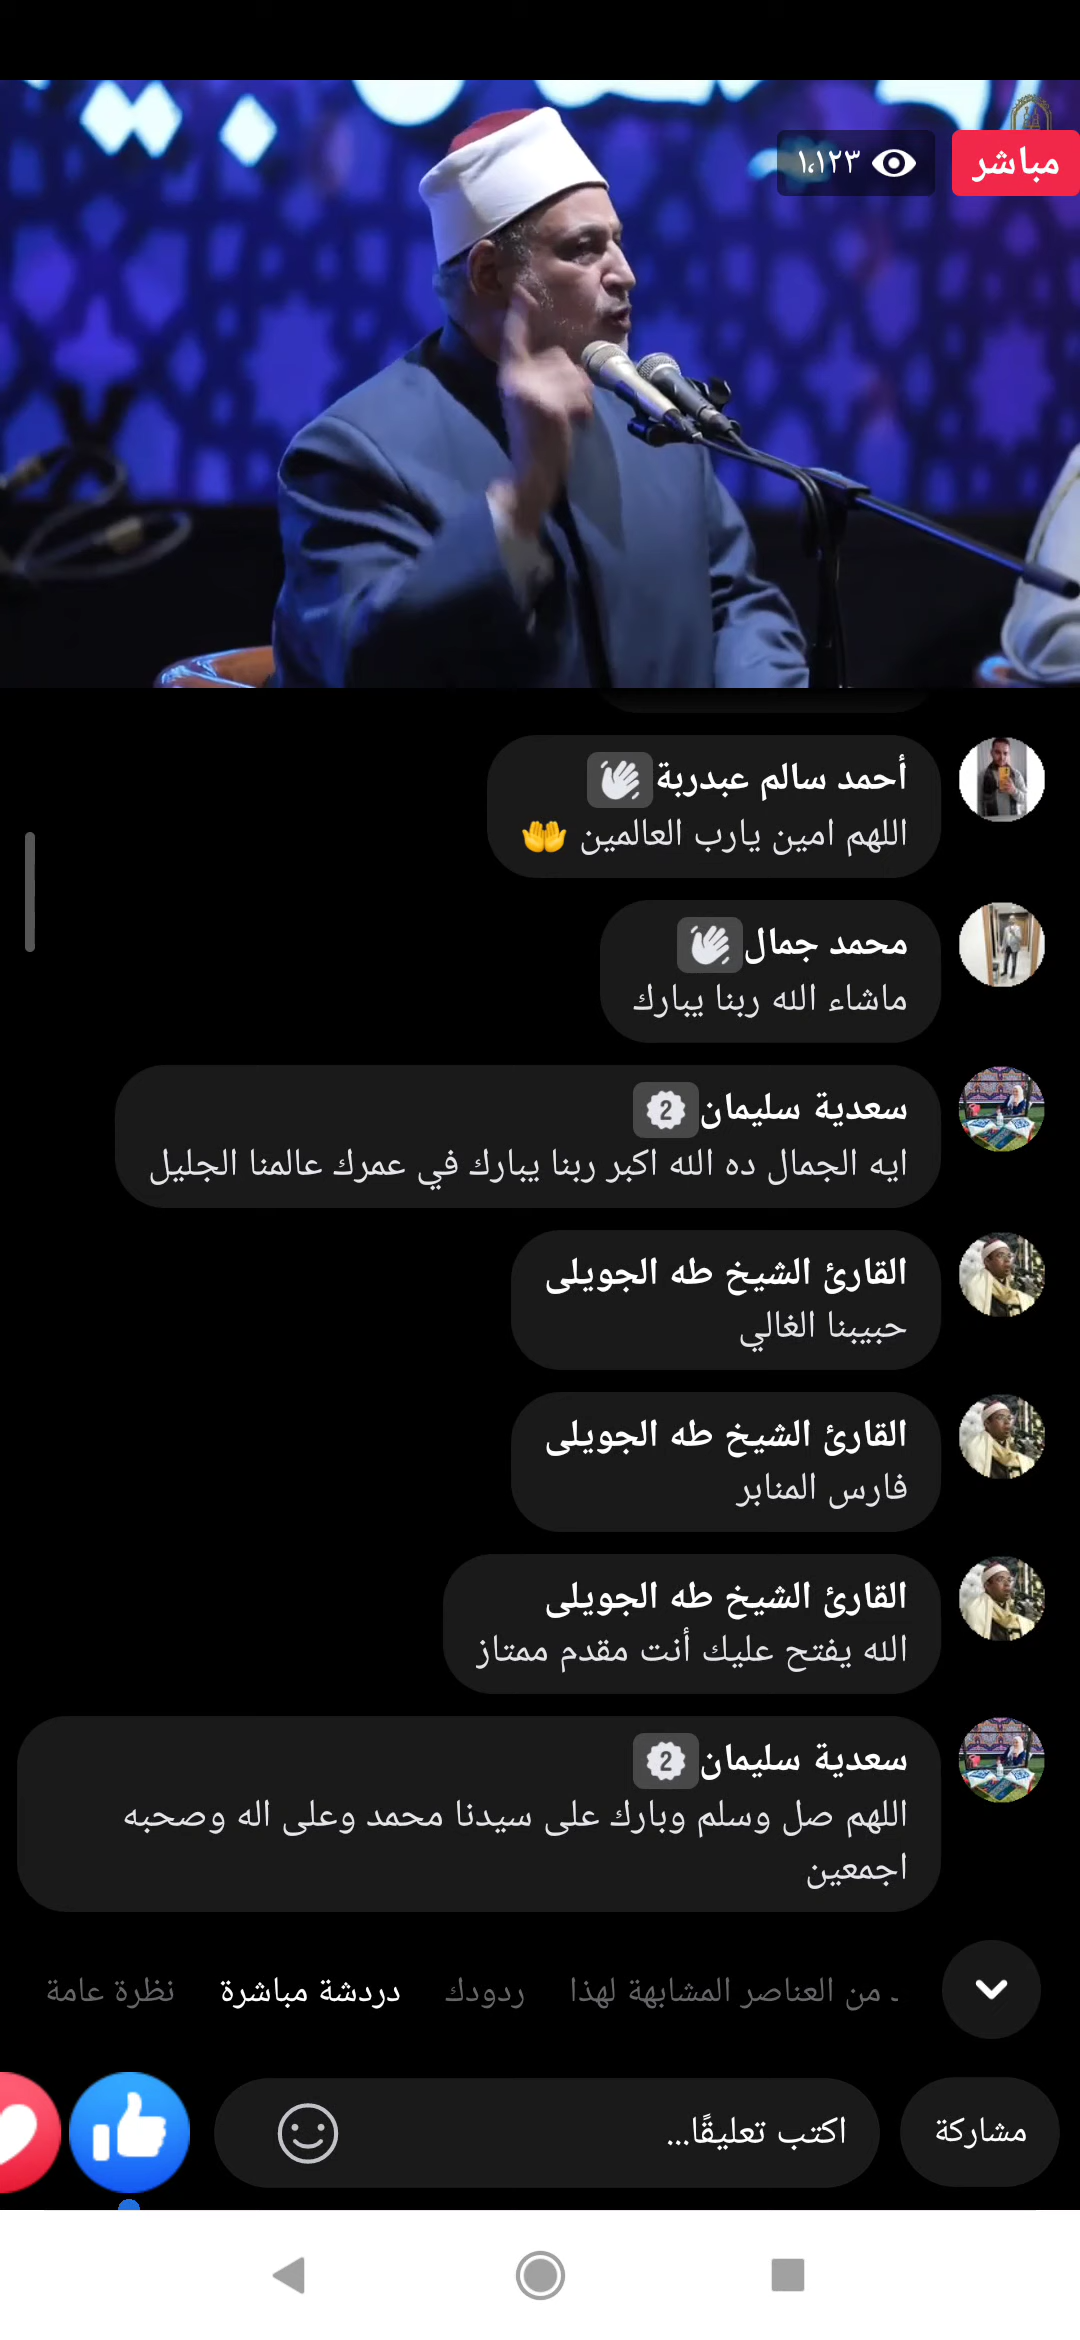 مباشر
١،١٢٣
أحمد سالم عبدربة
اللهم امين يارب العالمين 🤲
محمد جمال
ماشاء الله ربنا يبارك
سعدية سليمان 2
ايه الجمال ده الله اكبر ربنا يبارك في عمرك عالمنا الجليل
القارئ الشيخ طه الجويلى
حبيبنا الغالي
القارئ الشيخ طه الجويلى
فارس المنابر
القارئ الشيخ طه الجويلى
الله يفتح عليك أنت مقدم ممتاز
سعدية سليمان 2
اللهم صل وسلم وبارك على سيدنا محمد وعلى اله وصحبه
اجمعين
من العناصر المشابهة لهذا ردودك دردشة مباشرة نظرة عامة
مشاركة
اكتب تعليقًا...